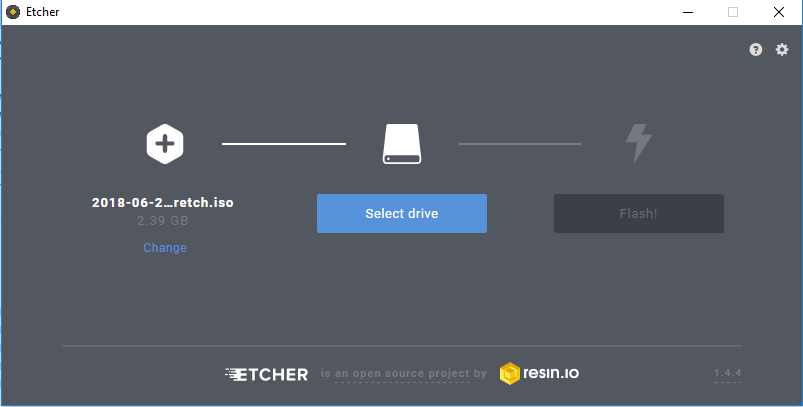 Etcher
2018-06-2...retch.iso
2.39 GB
Change
Select drive
Flash!
ETCHER is an open source project by resin.io
1.4.4